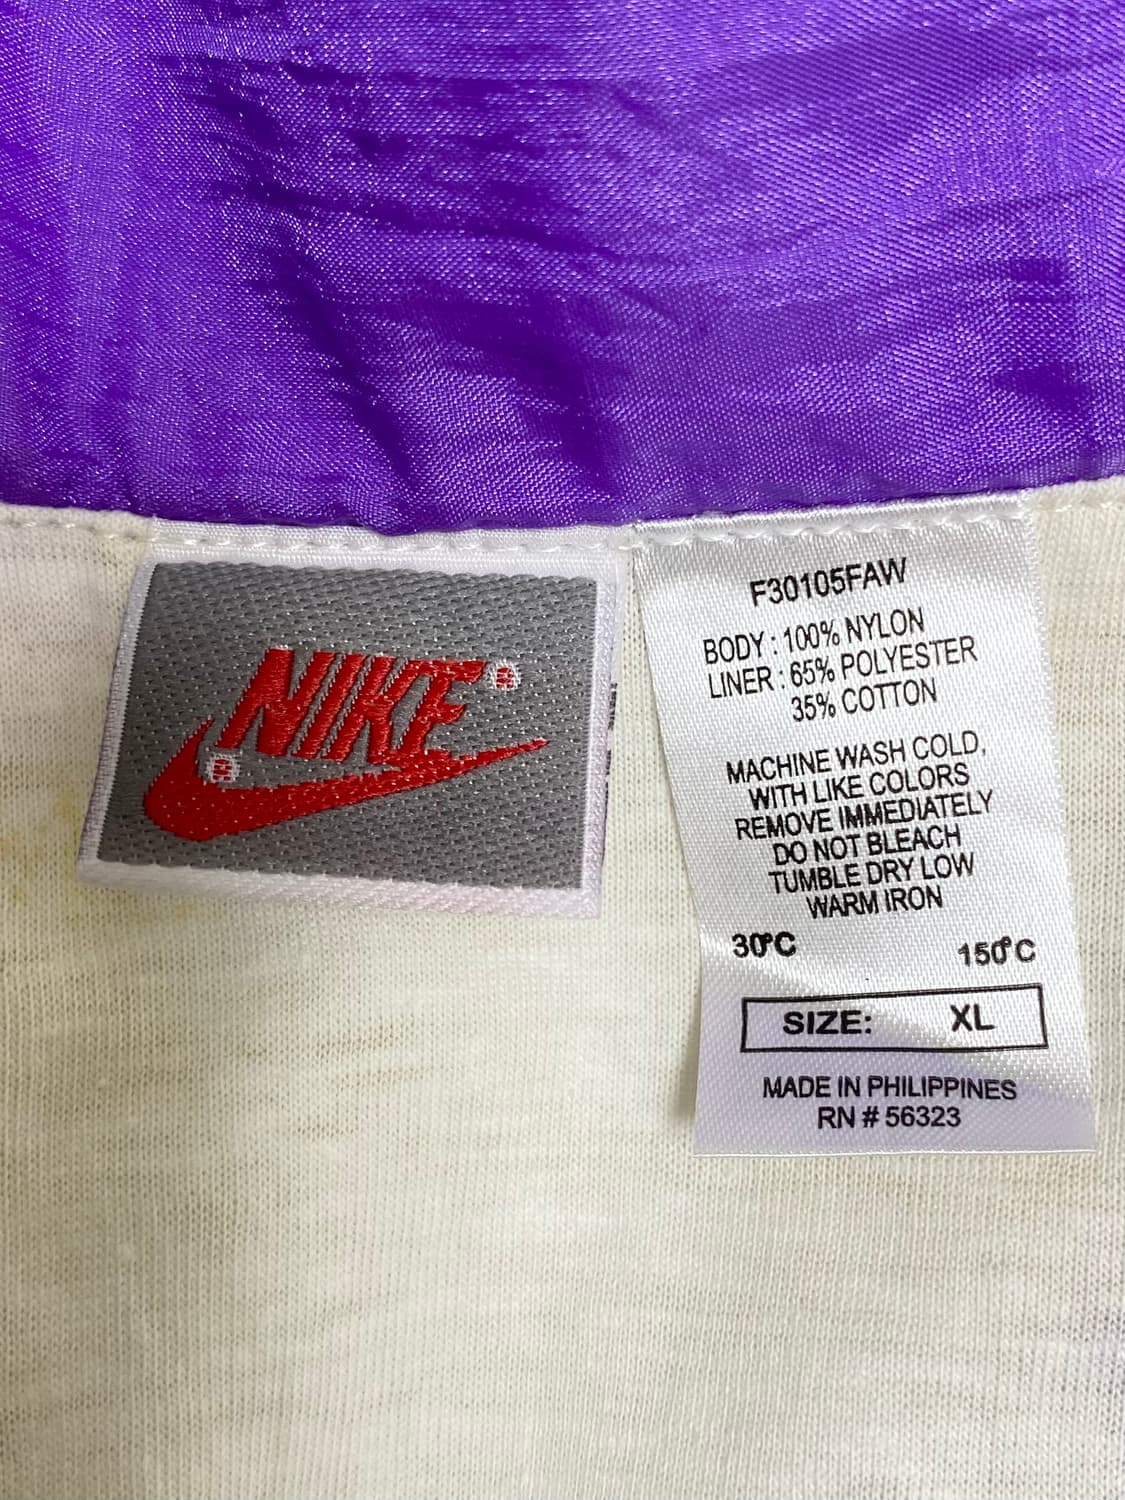 NIKE
®
®
F30105FAW
BODY : 100% NYLON
LINER : 65% POLYESTER
35% COTTON
MACHINE WASH COLD,
WITH LIKE COLORS
REMOVE IMMEDIATELY
DO NOT BLEACH
TUMBLE DRY LOW
WARM IRON
30°C 150°C
SIZE: XL
MADE IN PHILIPPINES
RN # 56323